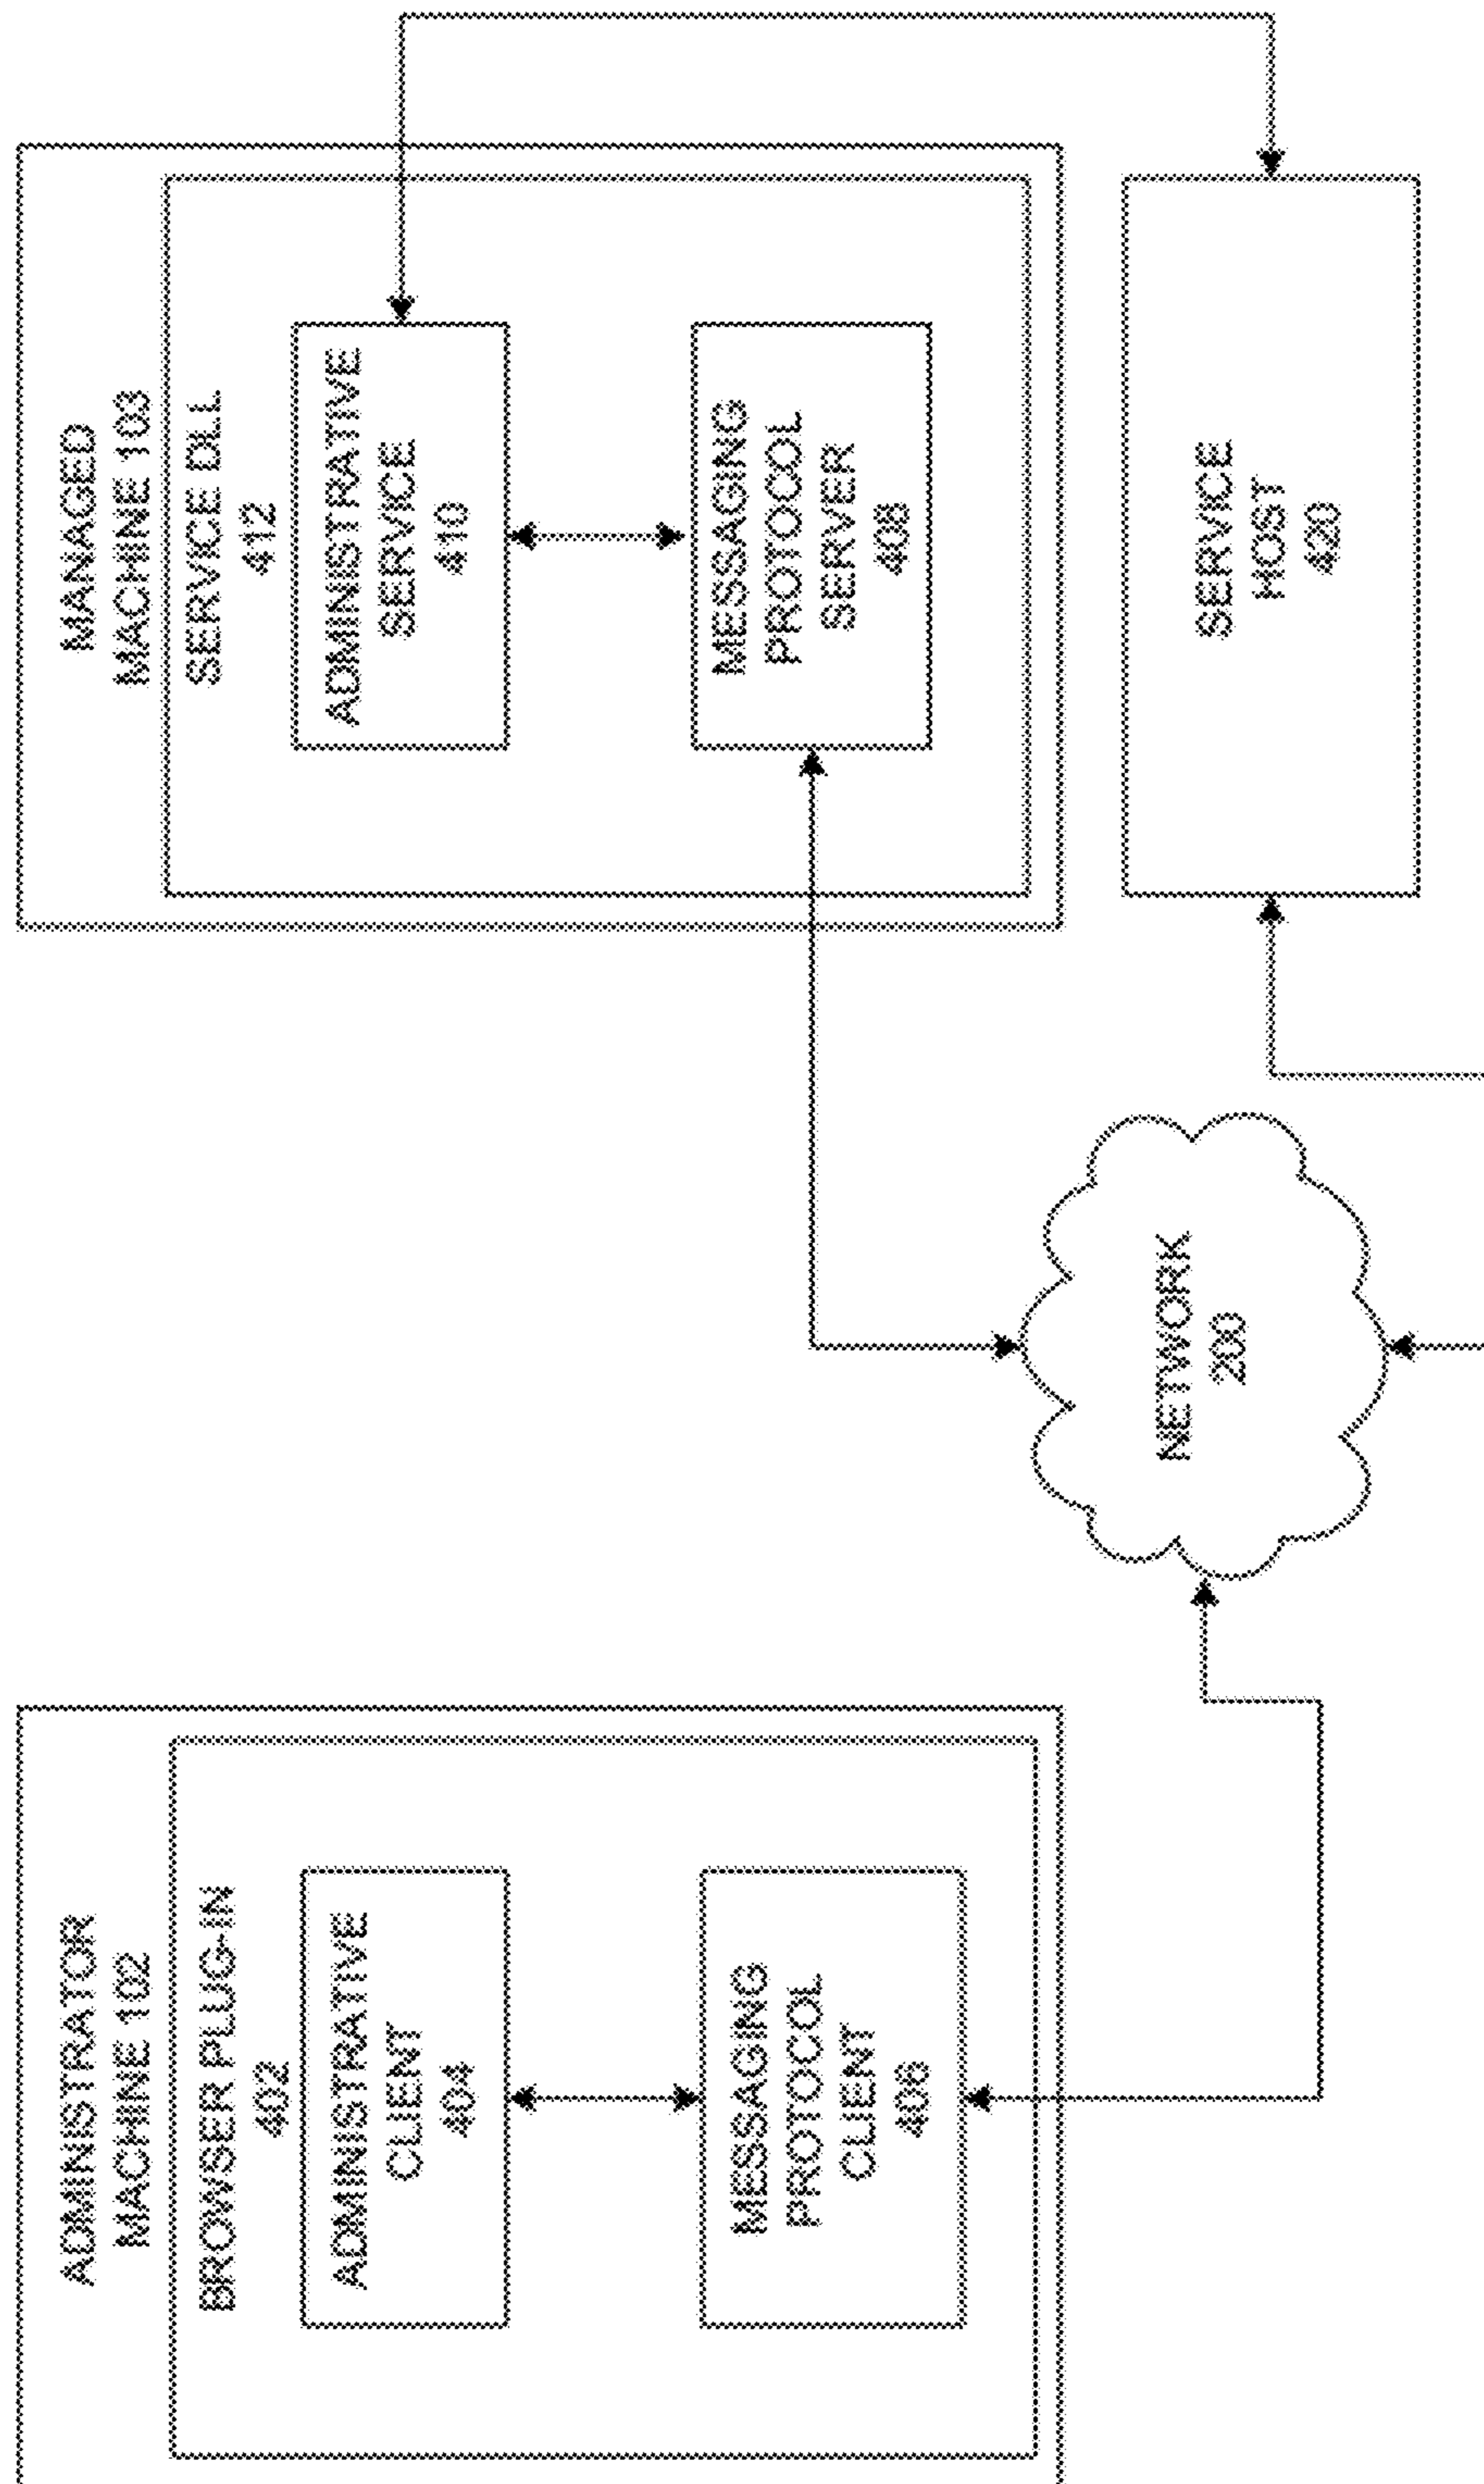 ADMINISTRATOR
MACHINE 102
BROWSER PLUG-IN
402
ADMINISTRATIVE
CLIENT
404
MESSAGING
PROTOCOL
CLIENT
406
NETWORK
200
MANAGED
MACHINE 103
SERVICE DLL
412
ADMINISTRATIVE
SERVICE
410
MESSAGING
PROTOCOL
SERVER
408
SERVICE
HOST
420